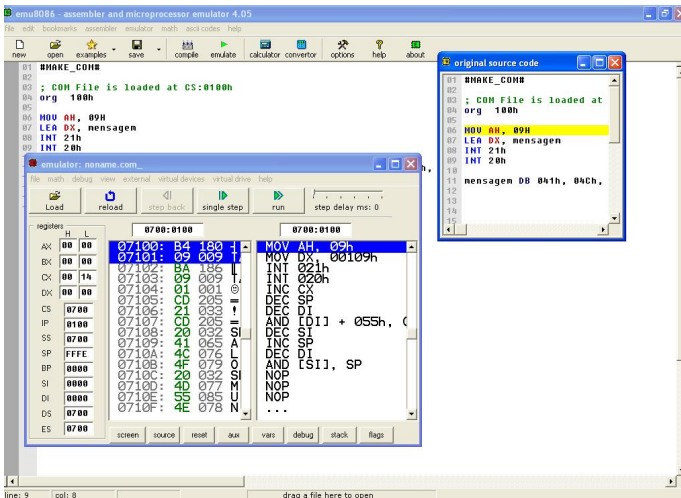 emu8086 - assembler and microprocessor emulator 4.05
file edit bookmarks assembler emulator math ascii codes help
new open examples save compile emulate calculator convertor options help about
01 #MAKE_COM#
02
03 ; COM File is loaded at CS:0100h
04 org 100h
05
06 MOV AH, 09H
07 LEA DX, mensagem
08 INT 21h
09 INT 20h
original source code
01 #MAKE_COM#
02
03 ; COM File is loaded at
04 org 100h
05
06 MOV AH, 09H
07 LEA DX, mensagem
08 INT 21h
09 INT 20h
10
11 mensagem DB 041h, 04Ch,
12
13
14
15
emulator: noname.com_
file math debug view external virtual devices virtual drive help
Load reload step back single step run step delay ms: 0
registers
H L
AX 00 00
BX 00 00
CX 00 14
DX 00 00
CS 0700
IP 0100
SS 0700
SP FFFE
BP 0000
SI 0000
DI 0000
DS 0700
ES 0700
0700:0100
07100: B4 180 ┤
07101: 09 009
07102: BA 186 ║
07103: 09 009
07104: 01 001 ☺
07105: CD 205 =
07106: 21 033 !
07107: CD 205 =
07108: 20 032
07109: 41 065 A
0710A: 4C 076 L
0710B: 4F 079 O
0710C: 20 032
0710D: 4D 077 M
0710E: 55 085 U
0710F: 4E 078 N
0700:0100
MOV AH, 09h
MOV DX, 00109h
INT 021h
INT 020h
INC CX
DEC SP
DEC DI
AND [DI] + 055h,
DEC SI
INC SP
DEC DI
AND [SI], SP
NOP
NOP
NOP
...
screen source reset aux vars debug stack flags
line: 9 col: 8 drag a file here to open